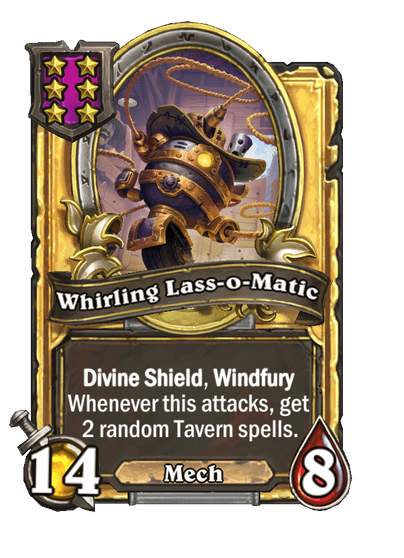 Whirling Lass-o-Matic
Divine Shield, Windfury
Whenever this attacks, get
2 random Tavern spells.
14
Mech
8